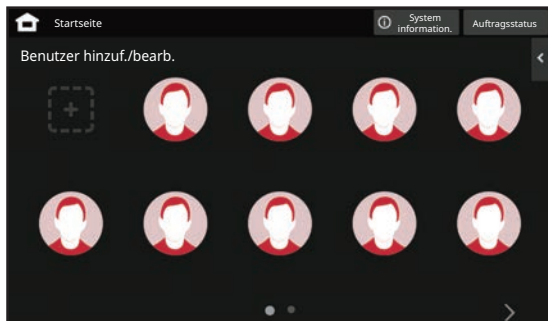 Startseite
System
information.
Auftragsstatus
Benutzer hinzuf./bearb.